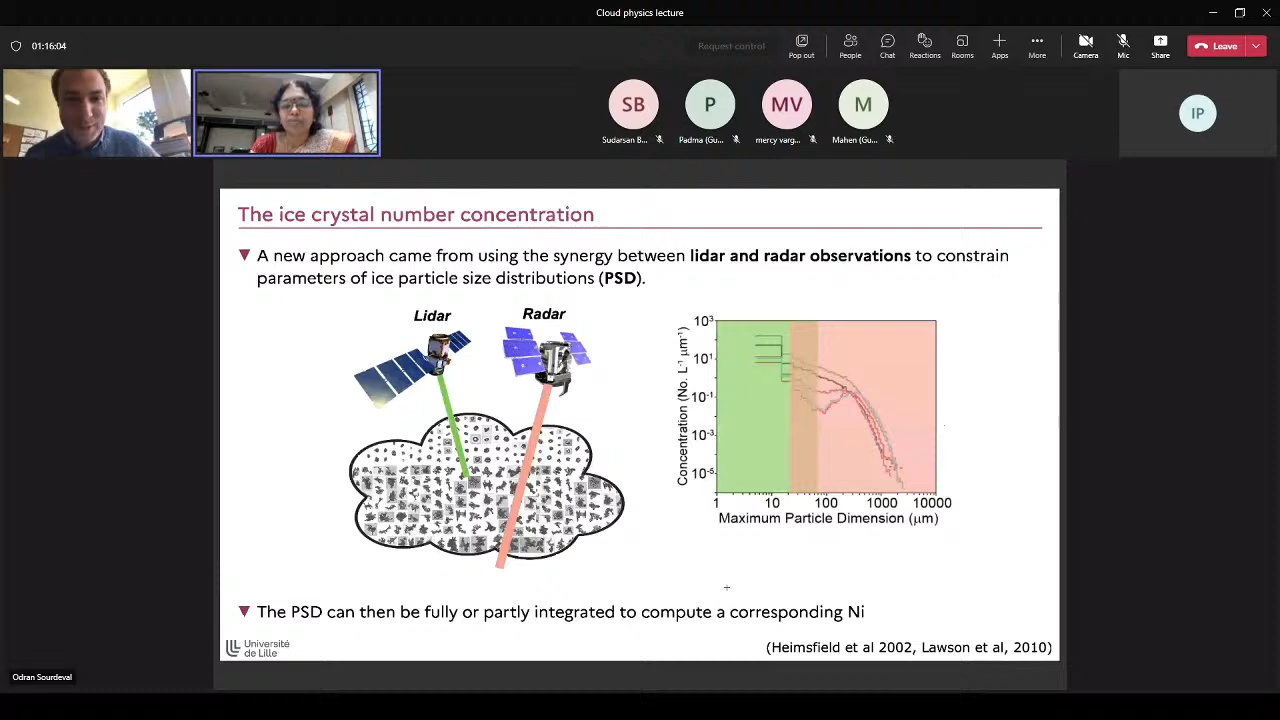 Cloud physics lecture
01:16:04
Request control
Pop out
People
Chat
Reactions
Rooms
Apps
More
Camera
Mic
Share
Leave
SB
P
MV
M
IP
Sudarsan B...
Padma (Gu...
mercy varg...
Mahen (Gu...
The ice crystal number concentration
A new approach came from using the synergy between lidar and radar observations to constrain
parameters of ice particle size distributions (PSD).
Lidar
Radar
Concentration (No. L⁻¹ μm⁻¹)
10³
10¹
10⁻¹
10⁻³
10⁻⁵
1 10 100 1000 10000
Maximum Particle Dimension (μm)
The PSD can then be fully or partly integrated to compute a corresponding Ni
Université
de Lille
(Heimsfield et al 2002, Lawson et al, 2010)
Odran Sourdeval